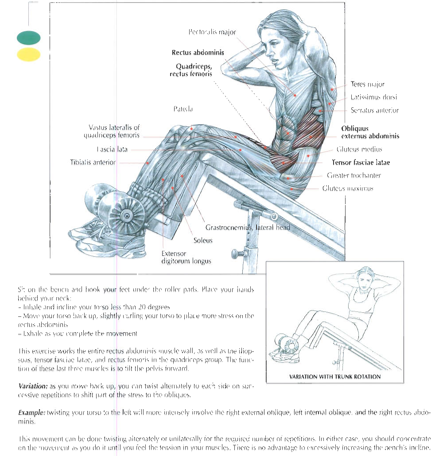 Pectoralis major
Rectus abdominis
Quadriceps,
rectus femoris
Teres major
Latissimus dorsi
Serratus anterior
Patella
Vastus lateralis of
quadriceps femoris
Obliquus
externus abdominis
Fascia lata
Gluteus medius
Tibialis anterior
Tensor fasciae latae
Greater trochanter
Gluteus maximus
Gastrocnemius, lateral head
Soleus
Extensor
digitorum longus
Sit on the bench and hook your feet under the roller pads. Place your hands
behind your neck:
– Inhale and incline your torso less than 20 degrees
– Move your torso back up, slightly curling your torso to place more stress on the
rectus abdominis
– Exhale as you complete the movement
This exercise works the entire rectus abdominis muscle wall, as well as the iliop-
soas, tensor fasciae latae, and rectus femoris of the quadriceps group. The func-
tion of these last three muscles is to tilt the pelvis forward.
Variation: as you move back up, you can twist alternately to each side on suc-
cessive repetitions to shift part of the stress to the obliques.
VARIATION WITH TRUNK ROTATION
Example: twisting your torso to the left will more intensely involve the right external oblique, left internal oblique, and the right rectus abdo-
minis.
This movement can be done twisting alternately or unilaterally for the required number of repetitions. In either case, you should concentrate
on the movement as you do it until you feel the tension in your muscles. There is no advantage to excessively increasing the bench's incline.